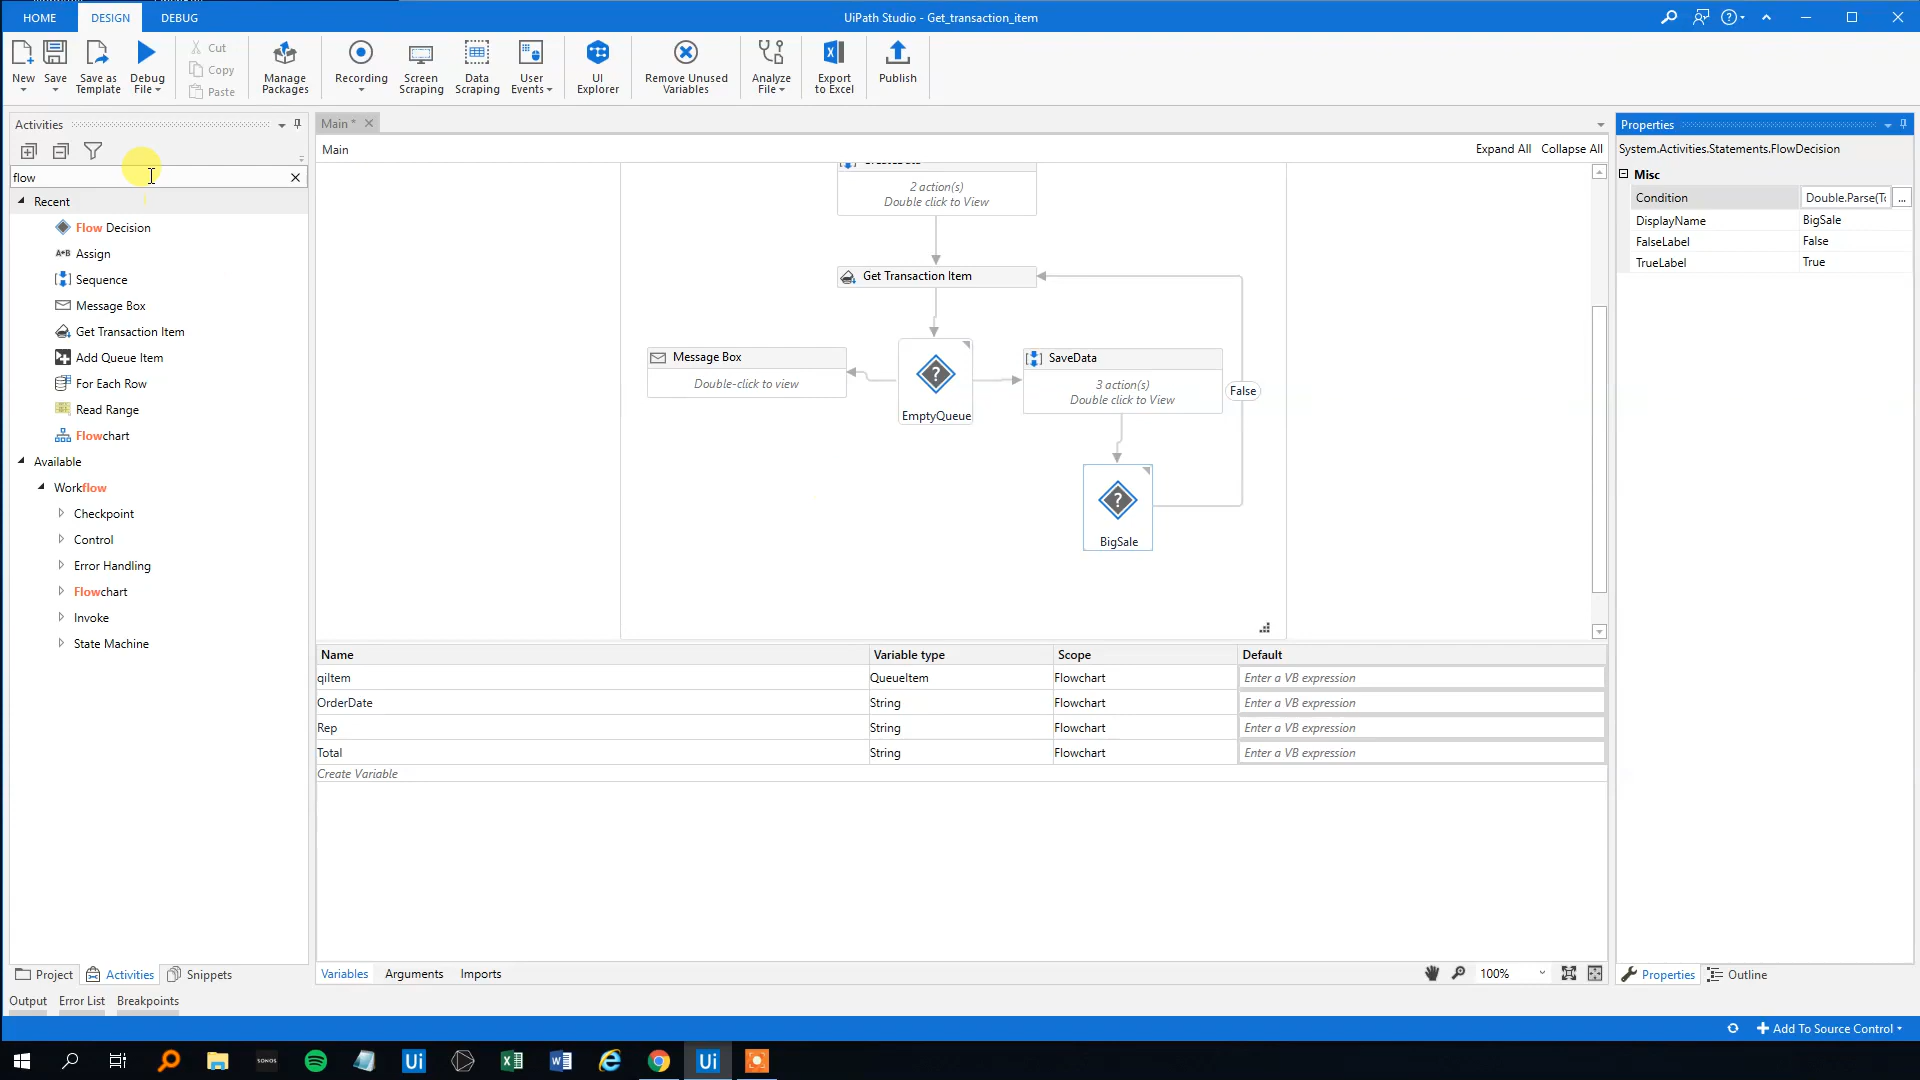 HOME DESIGN DEBUG UiPath Studio - Get_transaction_item
New Save Save as Template Debug File Cut Copy Paste Manage Packages Recording Screen Scraping Data Scraping User Events UI Explorer Remove Unused Variables Analyze File Export to Excel Publish
Activities
flow
Recent
Flow Decision
Assign
Sequence
Message Box
Get Transaction Item
Add Queue Item
For Each Row
Read Range
Flowchart
Available
Workflow
Checkpoint
Control
Error Handling
Flowchart
Invoke
State Machine
Project Activities Snippets
Output Error List Breakpoints
Main *
Main Expand All Collapse All
2 action(s)
Double click to View
Get Transaction Item
Message Box
Double-click to view
EmptyQueue
SaveData
3 action(s)
Double click to View
False
BigSale
Name Variable type Scope Default
qiItem QueueItem Flowchart Enter a VB expression
OrderDate String Flowchart Enter a VB expression
Rep String Flowchart Enter a VB expression
Total String Flowchart Enter a VB expression
Create Variable
Variables Arguments Imports 100%
Properties
System.Activities.Statements.FlowDecision
Misc
Condition Double.Parse(To ...
DisplayName BigSale
FalseLabel False
TrueLabel True
Properties Outline
Add To Source Control
SONOS Ui Ui